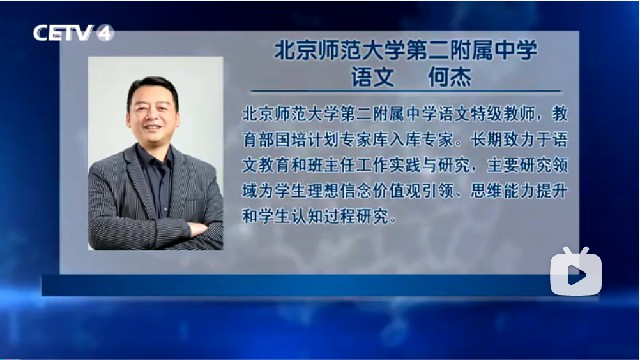 CETV 4
北京师范大学第二附属中学
语文 何杰
北京师范大学第二附属中学语文特级教师，教
育部国培计划专家库入库专家。长期致力于语
文教育和班主任工作实践与研究，主要研究领
域为学生理想信念价值观引领、思维能力提升
和学生认知过程研究。